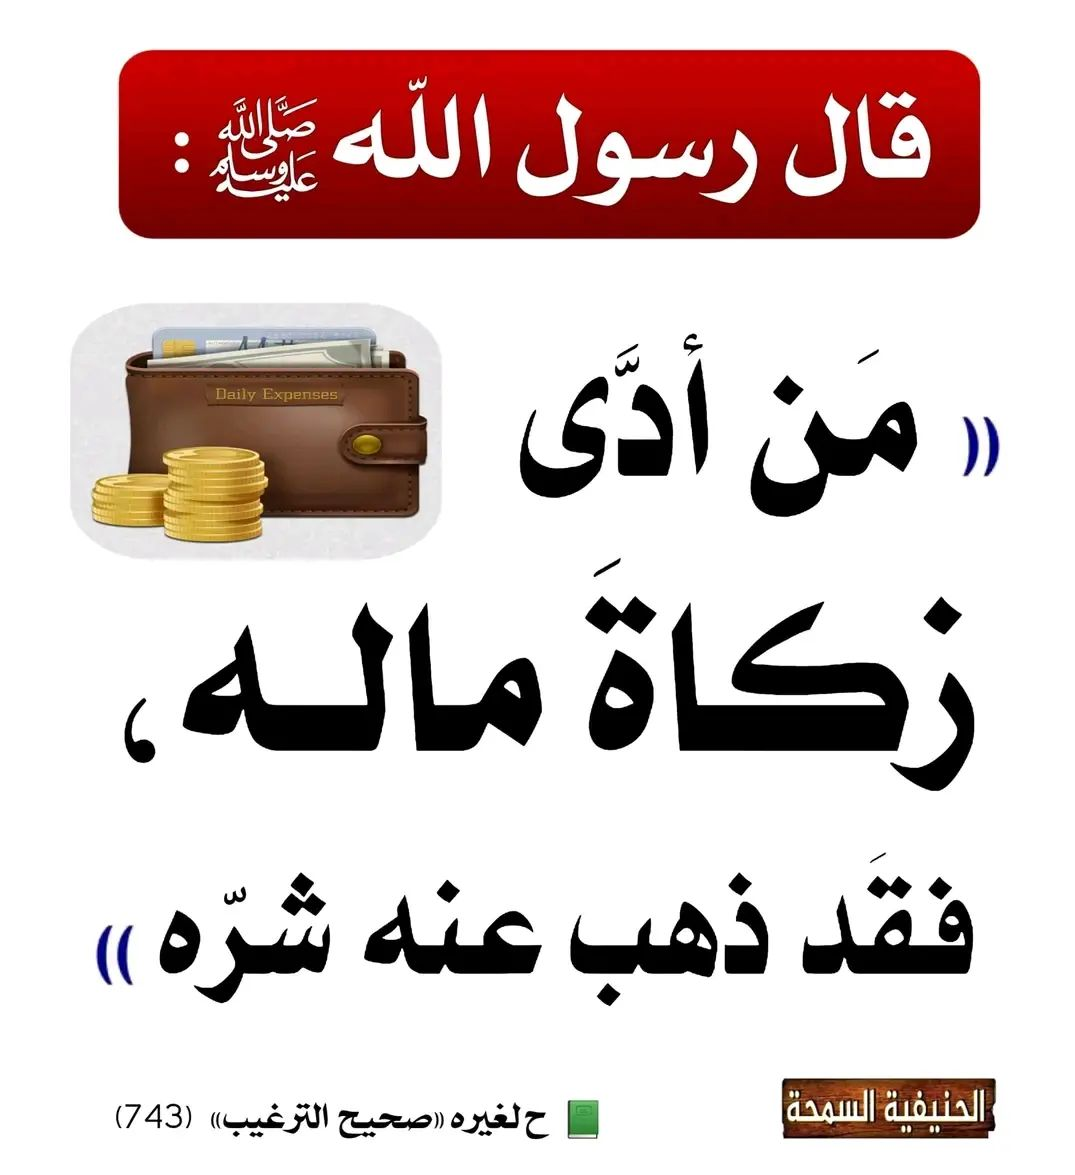 قال رسول اللّه ﷺ :
Daily Expenses
(( مَن أدَّى
زكاةَ مالـه،
فقَد ذهب عنه شرّه ))
ح لغيره ((صحيح الترغيب)) (743)
الحنيفية السمحة